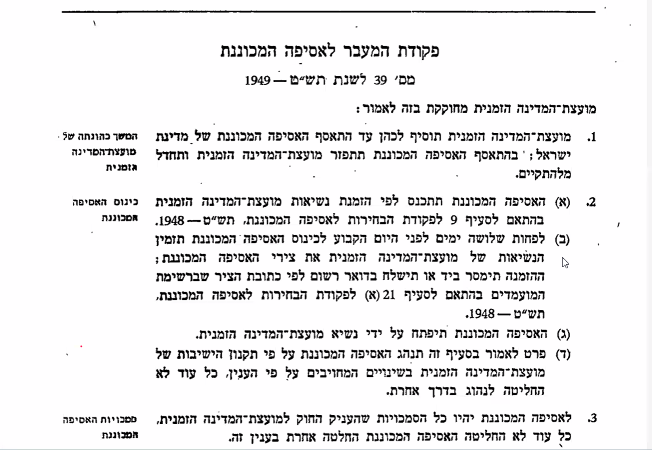 פקודת המעבר לאסיפה המכוננת
מס׳ 39 לשנת תש״ט—1949
מועצת־המדינה הזמנית מחוקקת בזה לאמור:
המשך כהונתה של
מועצת־המדינה
הזמנית
1. מועצת־המדינה הזמנית תוסיף לכהן עד התאסף האסיפה המכוננת של מדינת
ישראל; בהתאסף האסיפה המכוננת תתפזר מועצת־המדינה הזמנית ותחדל
מלהתקיים.
כינוס האסיפה
המכוננת
2. (א) האסיפה המכוננת תתכנס לפי הזמנת נשיאות מועצת־המדינה הזמנית
בהתאם לסעיף 9 לפקודת הבחירות לאסיפה המכוננת, תש״ט—1948.
(ב) לפחות שלושה ימים לפני היום הקבוע לכינוס האסיפה המכוננת תזמין
הנשיאות של מועצת־המדינה הזמנית את צירי האסיפה המכוננת;
ההזמנה תימסר ביד או תישלח בדואר רשום לפי כתובת הציר שברשימת
המועמדים בהתאם לסעיף 21(א) לפקודת הבחירות לאסיפה המכוננת,
תש״ט—1948.
(ג) האסיפה המכוננת תיפתח על ידי נשיא מועצת־המדינה הזמנית.
(ד) פרט לאמור בסעיף זה תנהג האסיפה המכוננת על פי תקנון הישיבות של
מועצת־המדינה הזמנית בשינויים המחויבים על פי הענין, כל עוד לא
החליטה לנהוג בדרך אחרת.
סמכויות האסיפה
המכוננת
3. לאסיפה המכוננת יהיו כל הסמכויות שהעניק החוק למועצת־המדינה הזמנית,
כל עוד לא החליטה האסיפה המכוננת החלטה אחרת בענין זה.